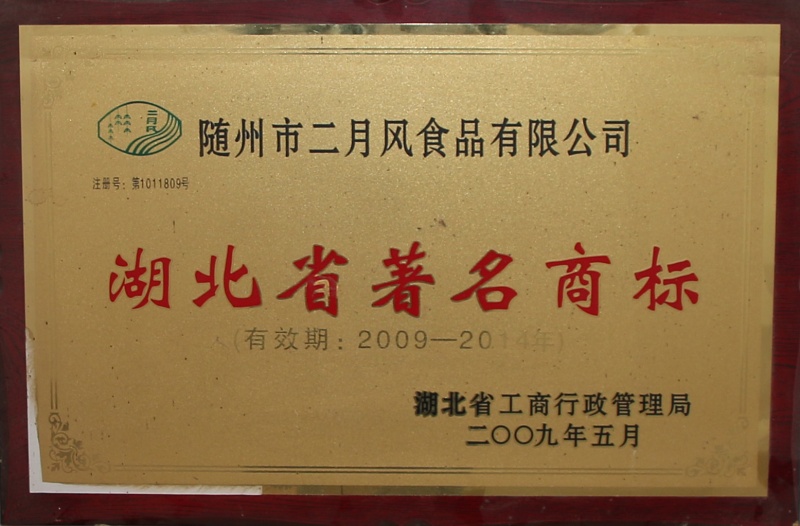 二月风
随州市二月风食品有限公司
注册号：第1011809号
湖北省著名商标
(有效期：2009—2014年)
湖北省工商行政管理局
二〇〇九年五月